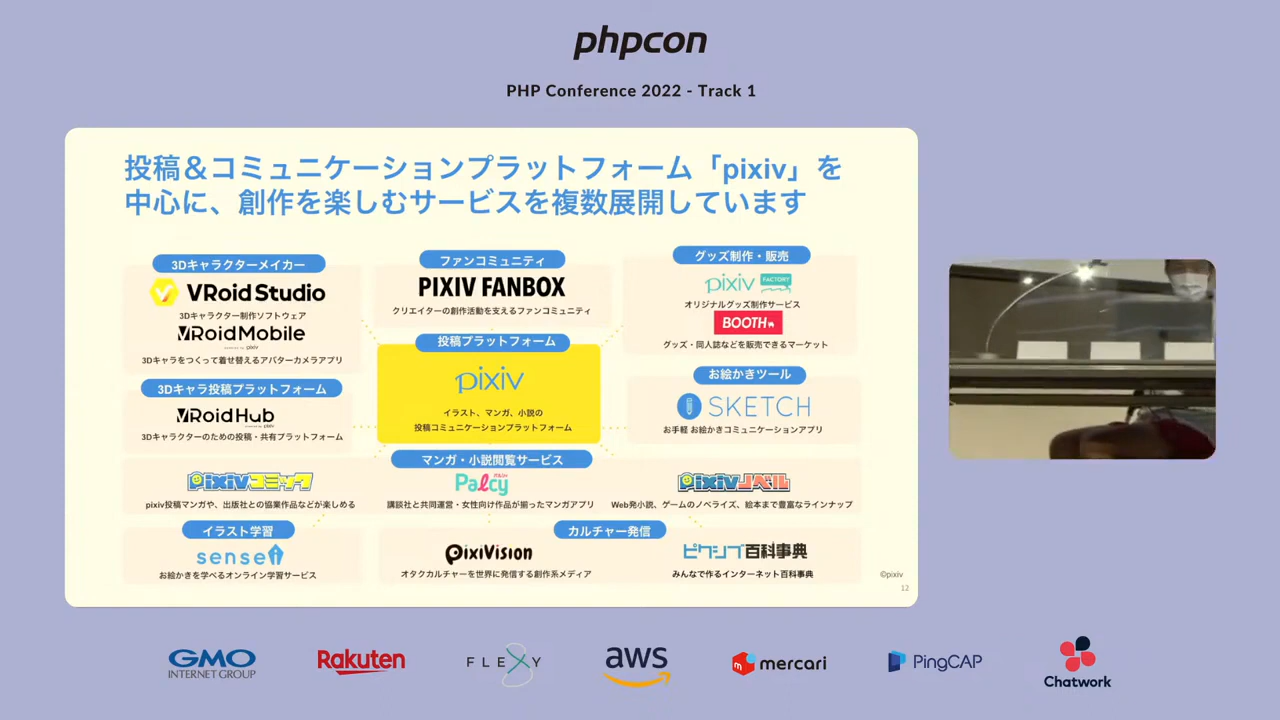 phpcon
PHP Conference 2022 - Track 1
投稿＆コミュニケーションプラットフォーム「pixiv」を
中心に、創作を楽しむサービスを複数展開しています
3Dキャラクターメイカー
VRoid Studio
3Dキャラクター制作ソフトウェア
VRoid Mobile
3Dキャラをつくって着せ替えるアバターカメラアプリ
3Dキャラ投稿プラットフォーム
VRoid Hub
3Dキャラクターのための投稿・共有プラットフォーム
ファンコミュニティ
PIXIV FANBOX
クリエイターの創作活動を支えるファンコミュニティ
投稿プラットフォーム
pixiv
イラスト、マンガ、小説の
投稿コミュニケーションプラットフォーム
グッズ制作・販売
pixiv FACTORY
オリジナルグッズ制作サービス
BOOTH
グッズ・同人誌などを販売できるマーケット
お絵かきツール
SKETCH
お手軽 お絵かきコミュニケーションアプリ
マンガ・小説閲覧サービス
pixivコミック
pixiv投稿マンガや、出版社との協業作品などが楽しめる
Palcy
講談社と共同運営・女性向け作品が揃ったマンガアプリ
pixivノベル
Web発小説、ゲームのノベライズ、絵本まで豊富なラインナップ
イラスト学習
sensei
お絵かきを学べるオンライン学習サービス
カルチャー発信
pixiVision
オタクカルチャーを世界に発信する創作系メディア
ピクシブ百科事典
みんなで作るインターネット百科事典
©pixiv
12
GMO
INTERNET GROUP
Rakuten
FLEXY
aws
mercari
PingCAP
Chatwork